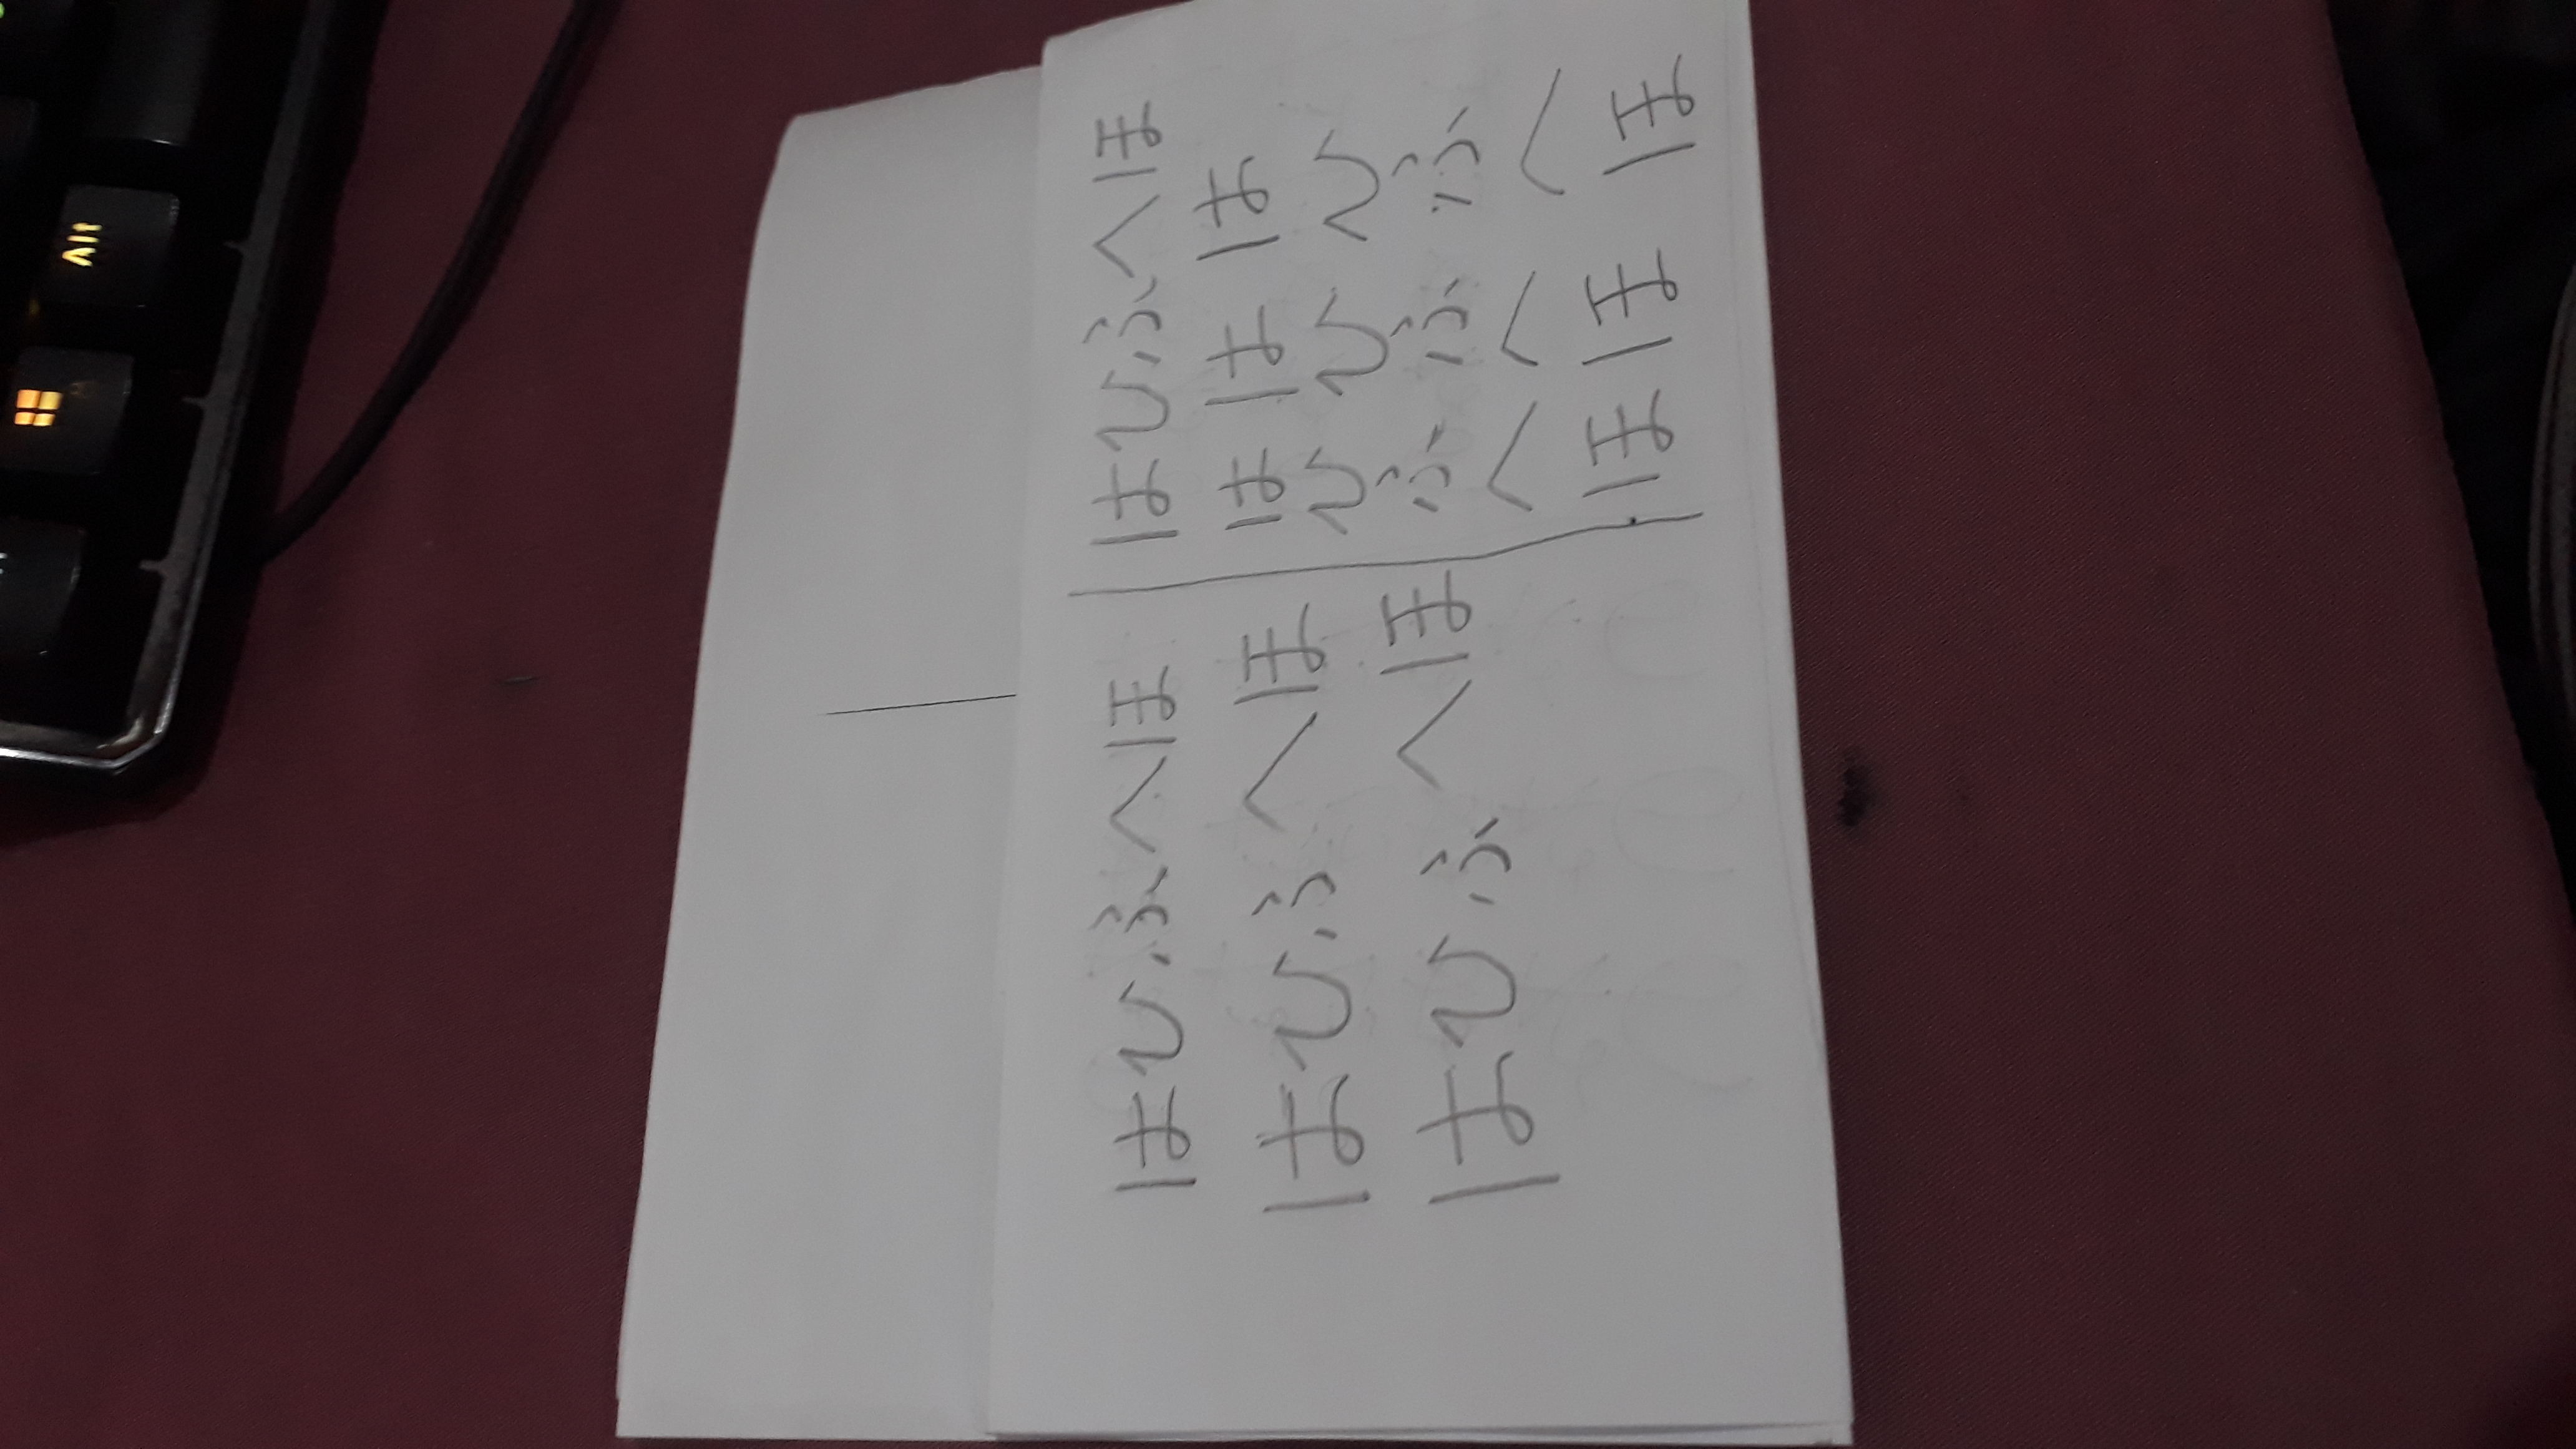 Alt
はひふへほ
はひふへほ
はひふへほ
はひふへほ
は は は
ひ ひ ひ
ふ ふ ふ
へ へ へ
ほ ほ ほ